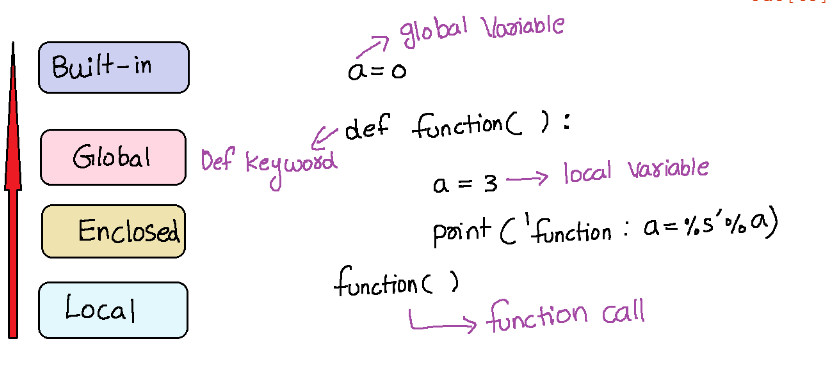 Built-in
Global
Enclosed
Local
global Variable
a = 0
def function( ) :
Def keyword
a = 3
local variable
print ('function : a = %s' % a)
function( )
function call